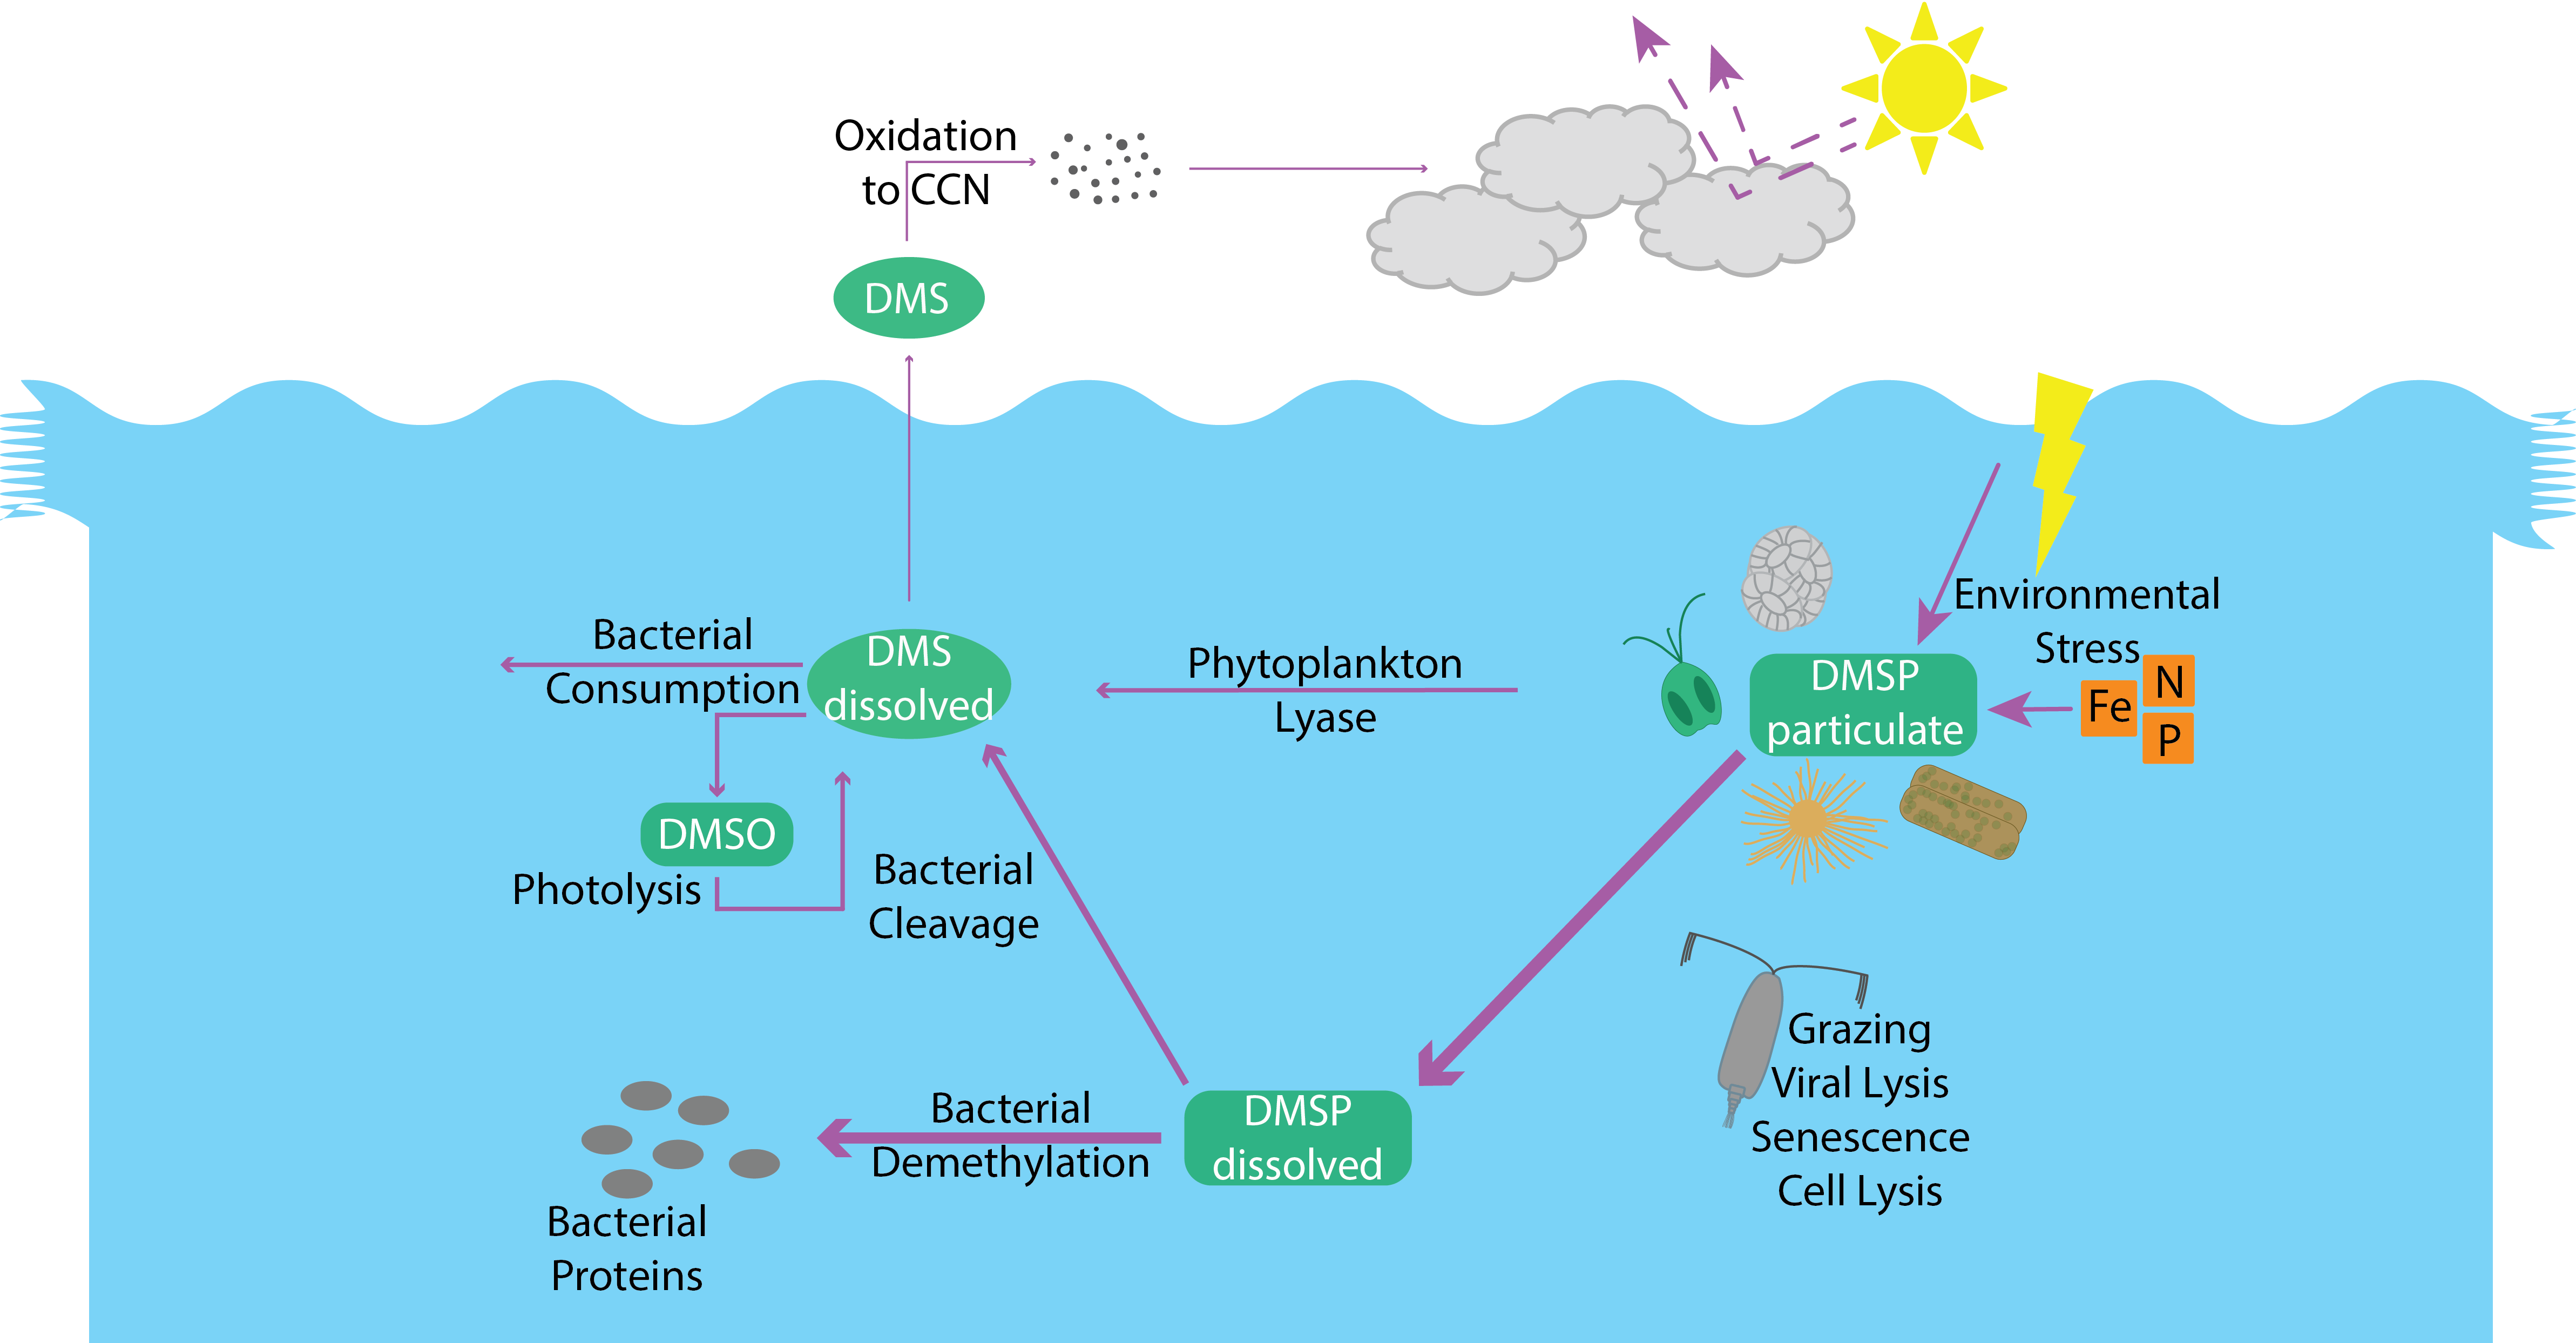 Oxidation
to CCN
DMS
Bacterial
Consumption
DMS
dissolved
Phytoplankton
Lyase
Environmental
Stress
DMSP
particulate
Fe
N
P
DMSO
Photolysis
Bacterial
Cleavage
Grazing
Viral Lysis
Senescence
Cell Lysis
Bacterial
Demethylation
DMSP
dissolved
Bacterial
Proteins